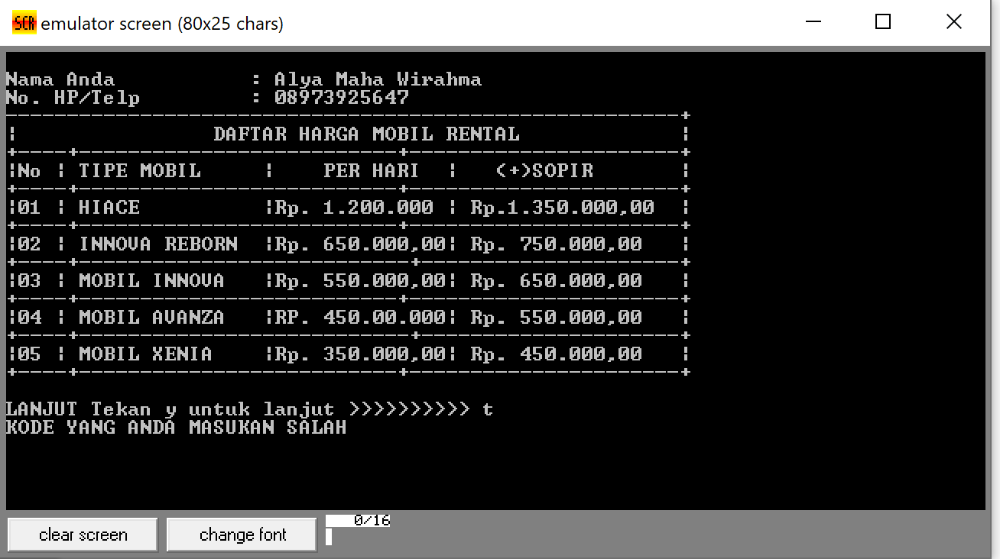 SCR emulator screen (80x25 chars)
Nama Anda : Alya Maha Wirahma
No. HP/Telp : 08973925647
-------------------------------------------------------+
¦ DAFTAR HARGA MOBIL RENTAL ¦
+----+--------------------------+----------------------+
¦No ¦ TIPE MOBIL ¦ PER HARI ¦ (+)SOPIR ¦
+----+--------------------------+----------------------+
¦01 ¦ HIACE ¦Rp. 1.200.000 ¦ Rp.1.350.000,00 ¦
+----+--------------------------+----------------------+
¦02 ¦ INNOVA REBORN ¦Rp. 650.000,00¦ Rp. 750.000,00 ¦
+----+---------------------------+---------------------+
¦03 ¦ MOBIL INNOVA ¦Rp. 550.000,00¦ Rp. 650.000,00 ¦
+----+--------------------------+----------------------+
¦04 ¦ MOBIL AVANZA ¦RP. 450.00.000¦ Rp. 550.000,00 ¦
+----+---------------------------+---------------------+
¦05 ¦ MOBIL XENIA ¦Rp. 350.000,00¦ Rp. 450.000,00 ¦
+----+--------------------------+----------------------+
LANJUT Tekan y untuk lanjut >>>>>>>>>> t
KODE YANG ANDA MASUKAN SALAH
clear screen change font 0/16